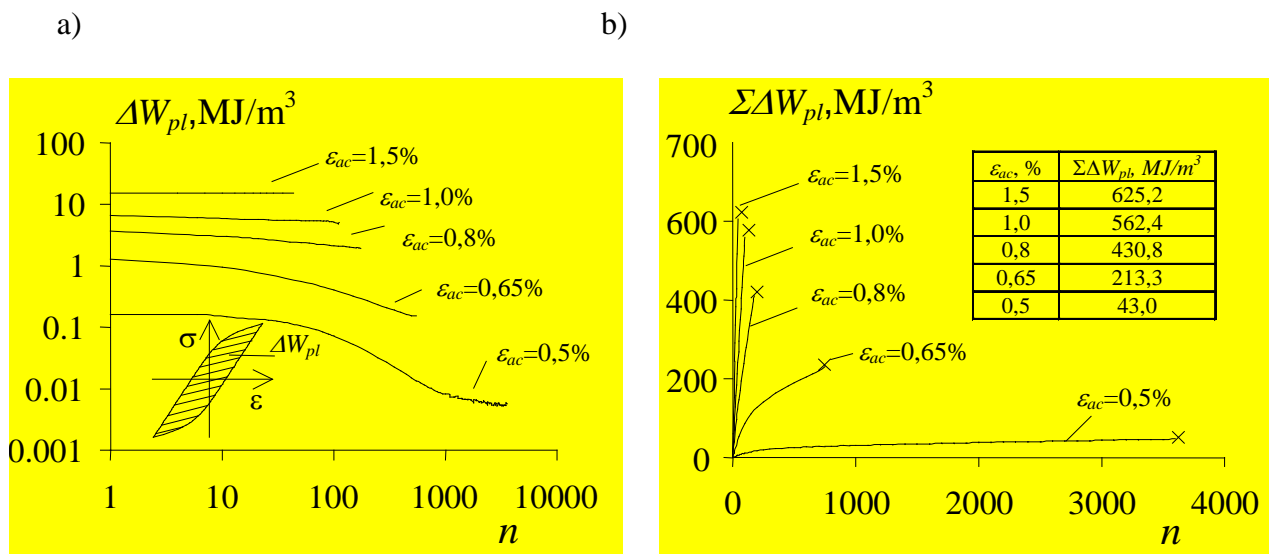 a)
b)
ΔW_pl,MJ/m³
100
10
1
0.1
0.01
0.001
1
10
100
1000
10000
n
ε_ac=1,5%
ε_ac=1,0%
ε_ac=0,8%
ε_ac=0,65%
ε_ac=0,5%
σ
ΔW_pl
ε
ΣΔW_pl,MJ/m³
700
600
400
200
0
0
1000
2000
3000
4000
n
ε_ac=1,5%
ε_ac=1,0%
ε_ac=0,8%
ε_ac=0,65%
ε_ac=0,5%
ε_ac, % ΣΔW_pl, MJ/m³
1,5 625,2
1,0 562,4
0,8 430,8
0,65 213,3
0,5 43,0